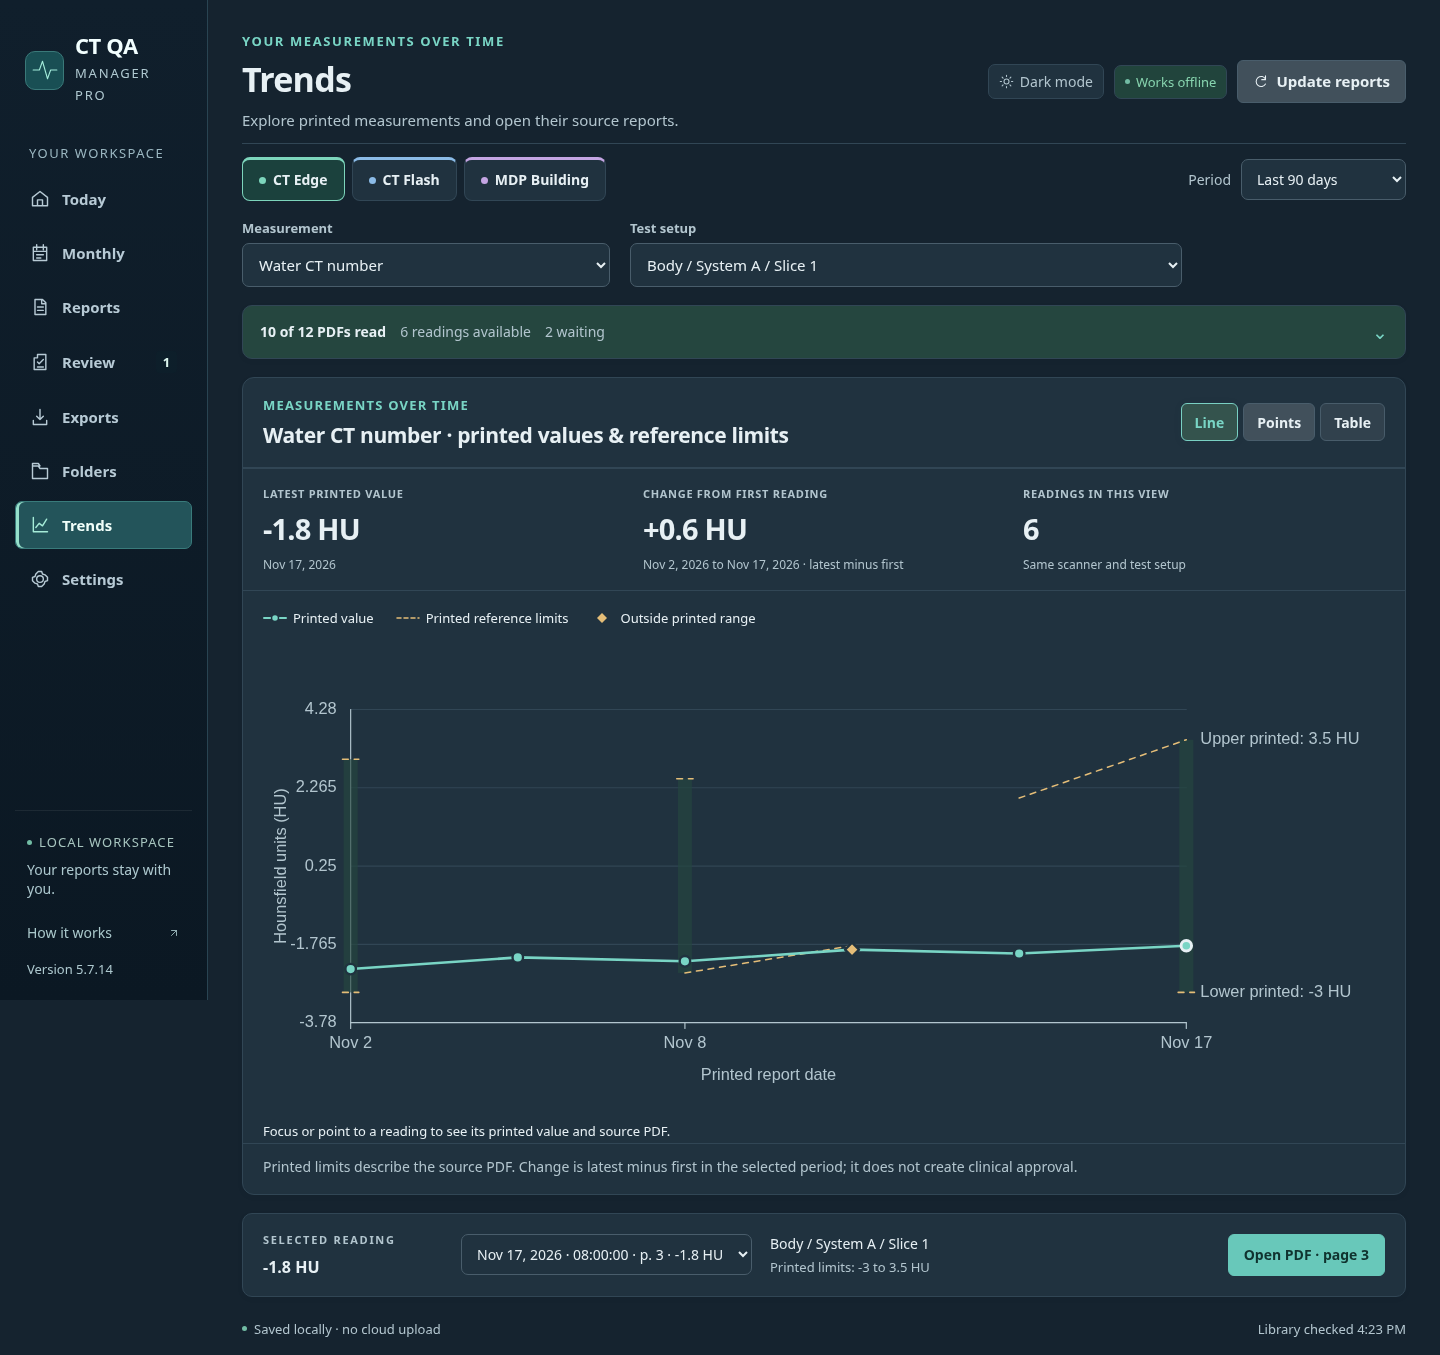 CT QA
MANAGER
PRO
YOUR WORKSPACE
Today
Monthly
Reports
Review 1
Exports
Folders
Trends
Settings
LOCAL WORKSPACE
Your reports stay with
you.
How it works
Version 5.7.14
YOUR MEASUREMENTS OVER TIME
Trends
Explore printed measurements and open their source reports.
Dark mode
Works offline
Update reports
CT Edge
CT Flash
MDP Building
Period
Last 90 days
Measurement
Water CT number
Test setup
Body / System A / Slice 1
10 of 12 PDFs read 6 readings available 2 waiting
MEASUREMENTS OVER TIME
Water CT number · printed values & reference limits
Line
Points
Table
LATEST PRINTED VALUE
-1.8 HU
Nov 17, 2026
CHANGE FROM FIRST READING
+0.6 HU
Nov 2, 2026 to Nov 17, 2026 · latest minus first
READINGS IN THIS VIEW
6
Same scanner and test setup
Printed value
Printed reference limits
Outside printed range
Hounsfield units (HU)
4.28
2.265
0.25
-1.765
-3.78
Upper printed: 3.5 HU
Lower printed: -3 HU
Nov 2
Nov 8
Nov 17
Printed report date
Focus or point to a reading to see its printed value and source PDF.
Printed limits describe the source PDF. Change is latest minus first in the selected period; it does not create clinical approval.
SELECTED READING
-1.8 HU
Nov 17, 2026 · 08:00:00 · p. 3 · -1.8 HU
Body / System A / Slice 1
Printed limits: -3 to 3.5 HU
Open PDF · page 3
Saved locally · no cloud upload
Library checked 4:23 PM